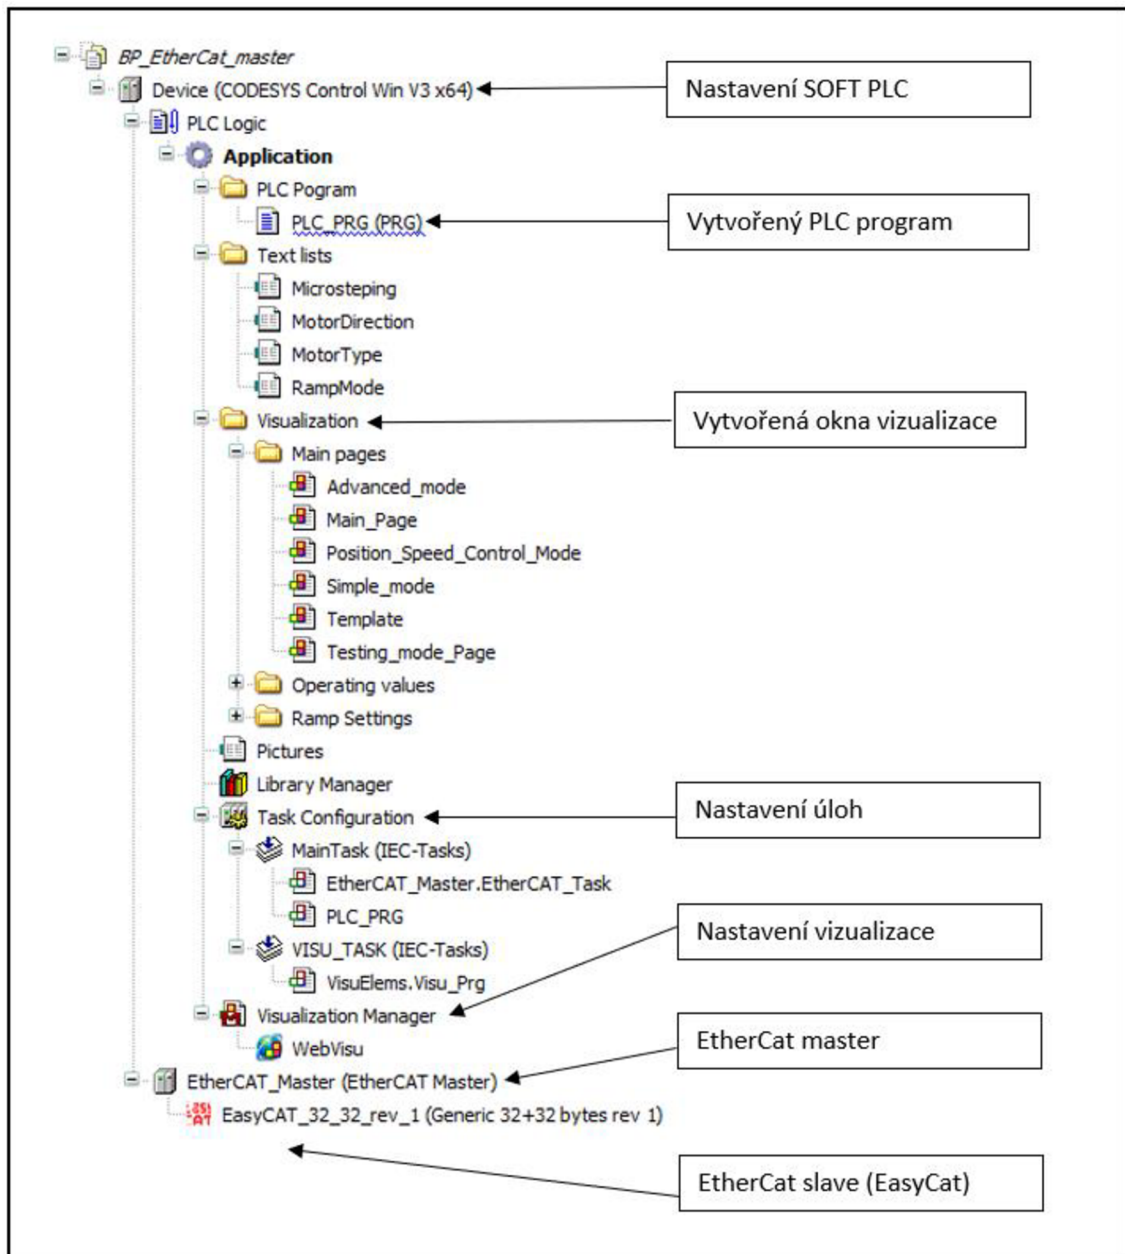 BP_EtherCat_master
Device (CODESYS Control Win V3 x64)
Nastavení SOFT PLC
PLC Logic
Application
PLC Pogram
PLC_PRG (PRG)
Vytvořený PLC program
Text lists
Microsteping
MotorDirection
MotorType
RampMode
Visualization
Vytvořená okna vizualizace
Main pages
Advanced_mode
Main_Page
Position_Speed_Control_Mode
Simple_mode
Template
Testing_mode_Page
Operating values
Ramp Settings
Pictures
Library Manager
Task Configuration
Nastavení úloh
MainTask (IEC-Tasks)
EtherCAT_Master.EtherCAT_Task
PLC_PRG
Nastavení vizualizace
VISU_TASK (IEC-Tasks)
VisuElems.Visu_Prg
Visualization Manager
EtherCat master
WebVisu
EtherCAT_Master (EtherCAT Master)
EasyCAT_32_32_rev_1 (Generic 32+32 bytes rev 1)
EtherCat slave (EasyCat)